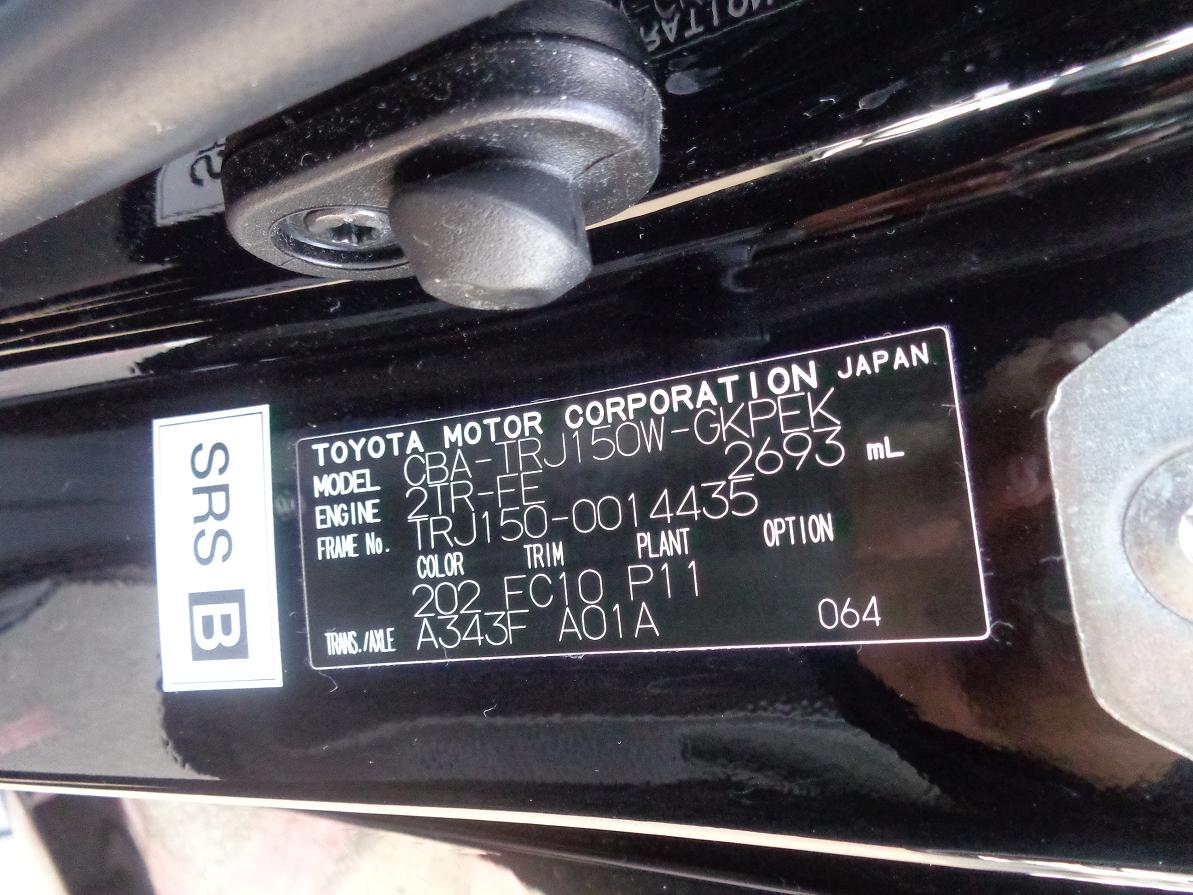 TOYOTA MOTOR CORPORATION JAPAN
MODEL CBA-TRJ150W-GKPEK
ENGINE 2TR-FE 2693 mL
FRAME No. TRJ150-0014435
COLOR TRIM PLANT OPTION
202 FC10 P11
TRANS./AXLE A343F A01A 064
SRS B